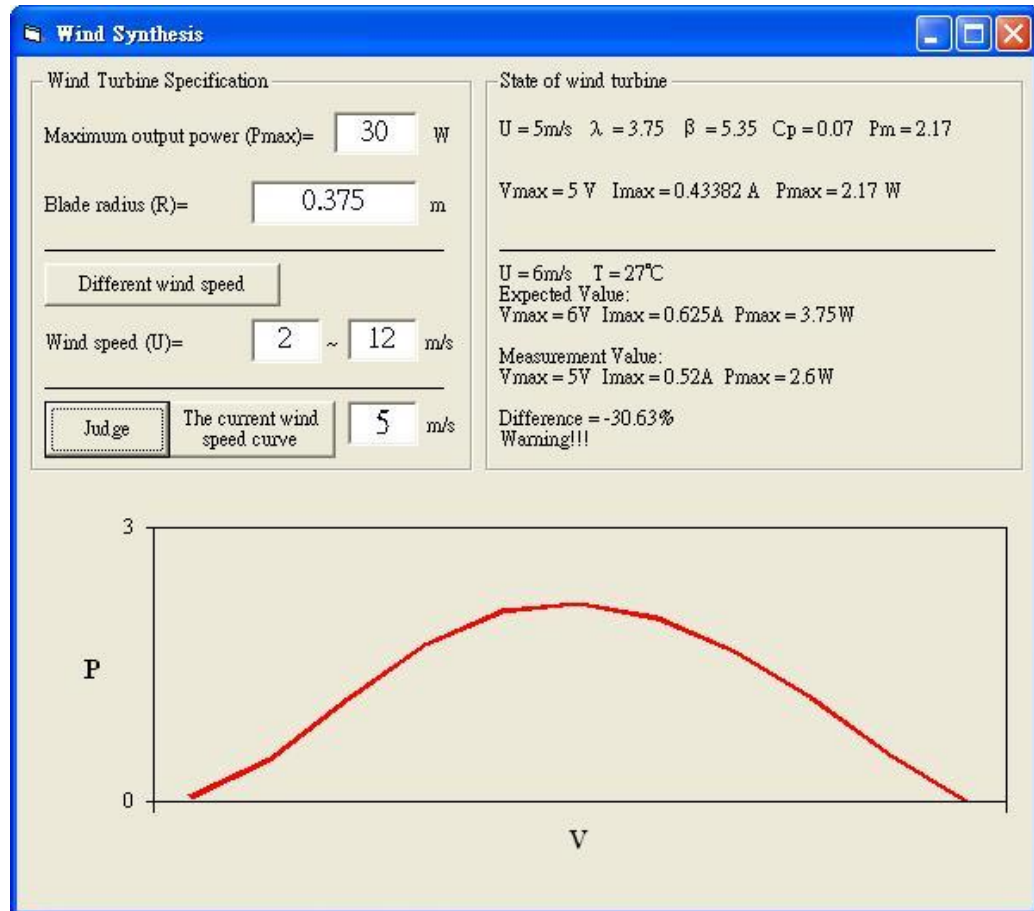 Wind Synthesis
Wind Turbine Specification
Maximum output power (Pmax)= 30 W
Blade radius (R)= 0.375 m
Different wind speed
Wind speed (U)= 2 ~ 12 m/s
Judge
The current wind
speed curve
5 m/s
State of wind turbine
U = 5m/s λ = 3.75 β = 5.35 Cp = 0.07 Pm = 2.17
Vmax = 5 V Imax = 0.43382 A Pmax = 2.17 W
U = 6m/s T = 27℃
Expected Value:
Vmax = 6V Imax = 0.625A Pmax = 3.75W
Measurement Value:
Vmax = 5V Imax = 0.52A Pmax = 2.6W
Difference = -30.63%
Warning!!!
3
P
0
V